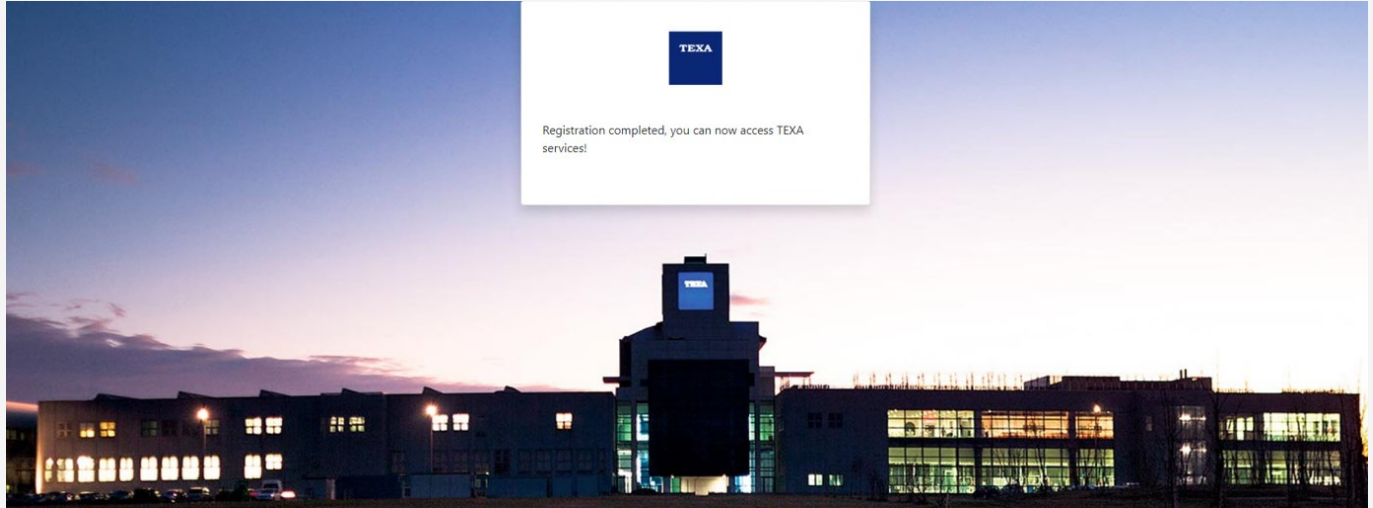 TEXA
Registration completed, you can now access TEXA
services!
TEXA